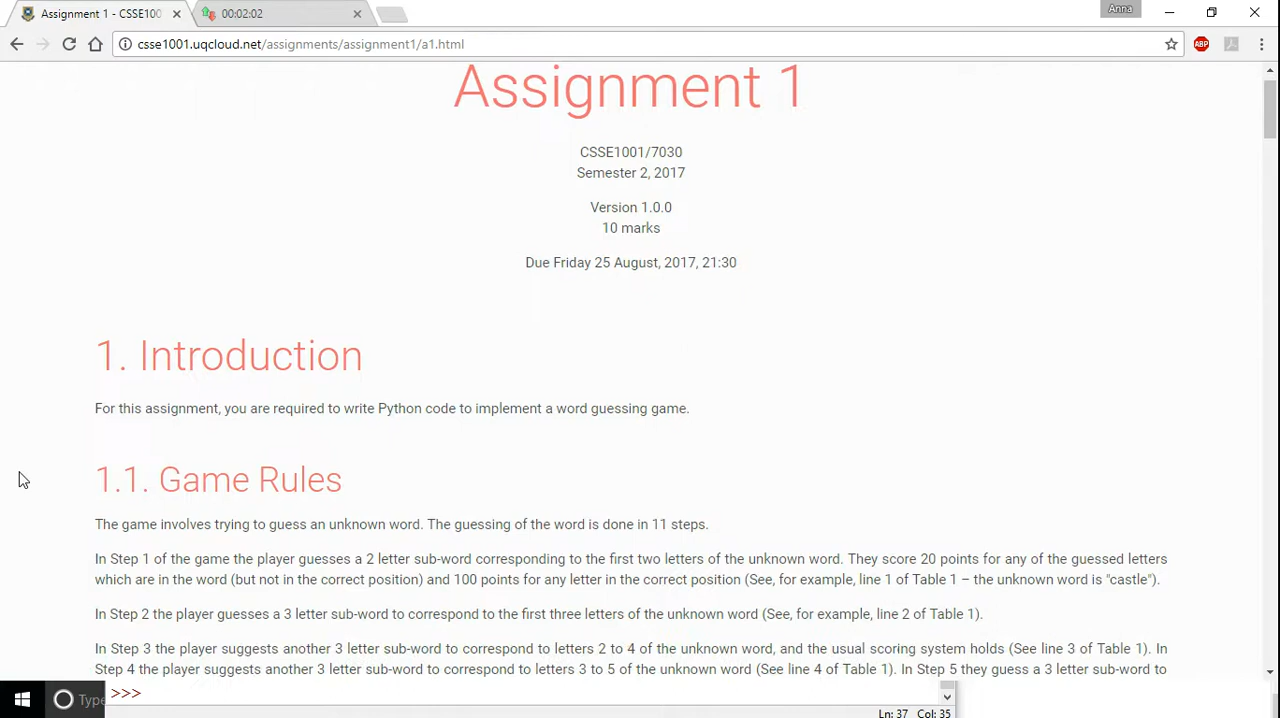 Assignment 1 - CSSE100
00:02:02
Anna
csse1001.uqcloud.net/assignments/assignment1/a1.html
ABP
Assignment 1
CSSE1001/7030
Semester 2, 2017
Version 1.0.0
10 marks
Due Friday 25 August, 2017, 21:30
1. Introduction
For this assignment, you are required to write Python code to implement a word guessing game.
1.1. Game Rules
The game involves trying to guess an unknown word. The guessing of the word is done in 11 steps.
In Step 1 of the game the player guesses a 2 letter sub-word corresponding to the first two letters of the unknown word. They score 20 points for any of the guessed letters
which are in the word (but not in the correct position) and 100 points for any letter in the correct position (See, for example, line 1 of Table 1 – the unknown word is "castle").
In Step 2 the player guesses a 3 letter sub-word to correspond to the first three letters of the unknown word (See, for example, line 2 of Table 1).
In Step 3 the player suggests another 3 letter sub-word to correspond to letters 2 to 4 of the unknown word, and the usual scoring system holds (See line 3 of Table 1). In
Step 4 the player suggests another 3 letter sub-word to correspond to letters 3 to 5 of the unknown word (See line 4 of Table 1). In Step 5 they guess a 3 letter sub-word to
Type
>>>
Ln: 37 Col: 35